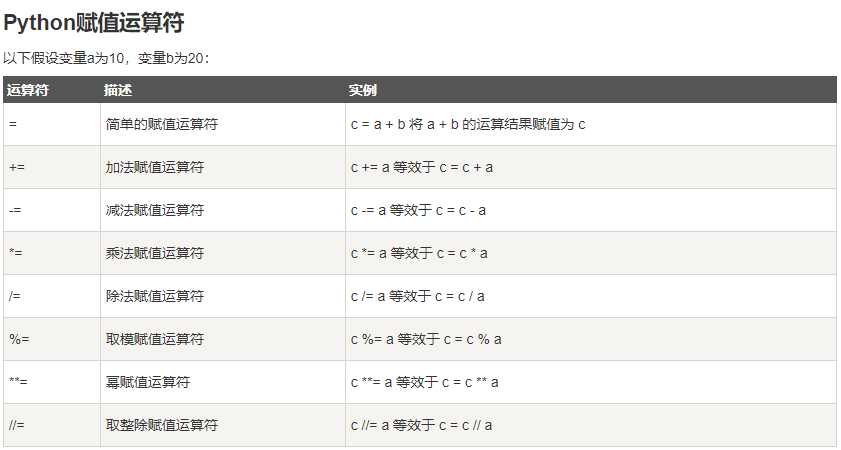 Python赋值运算符
以下假设变量a为10，变量b为20：
运算符 描述 实例
= 简单的赋值运算符 c = a + b 将 a + b 的运算结果赋值为 c
+= 加法赋值运算符 c += a 等效于 c = c + a
-= 减法赋值运算符 c -= a 等效于 c = c - a
*= 乘法赋值运算符 c *= a 等效于 c = c * a
/= 除法赋值运算符 c /= a 等效于 c = c / a
%= 取模赋值运算符 c %= a 等效于 c = c % a
**= 幂赋值运算符 c **= a 等效于 c = c ** a
//= 取整除赋值运算符 c //= a 等效于 c = c // a